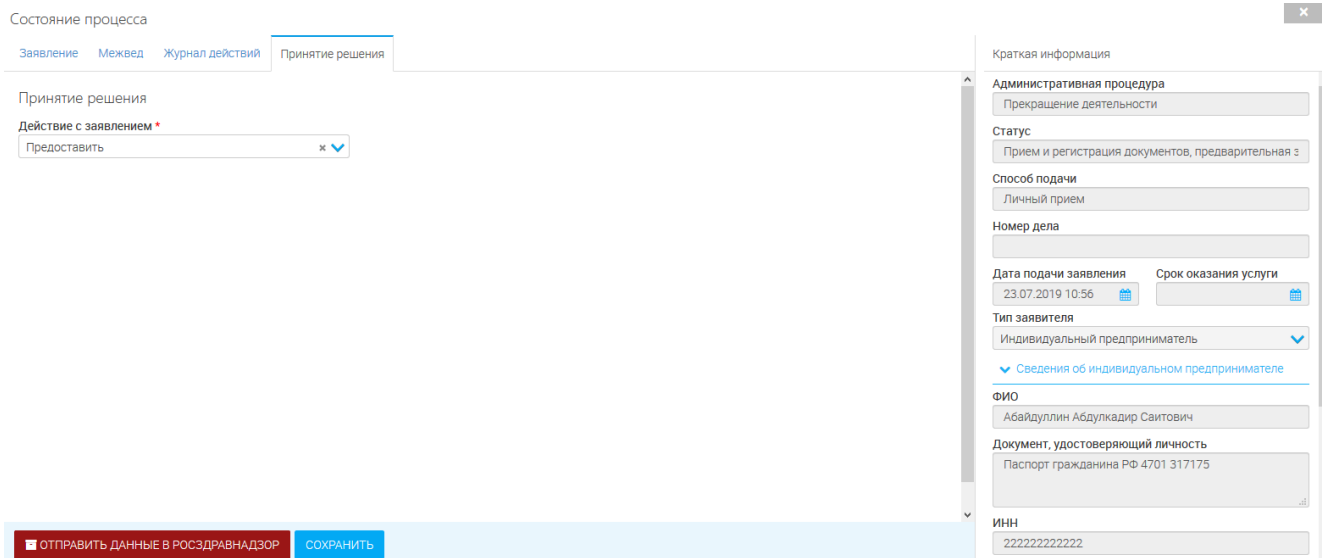 Состояние процесса
Заявление Межвед Журнал действий Принятие решения
Принятие решения
Действие с заявлением *
Предоставить
ОТПРАВИТЬ ДАННЫЕ В РОСЗДРАВНАДЗОР СОХРАНИТЬ
Краткая информация
Административная процедура
Прекращение деятельности
Статус
Прием и регистрация документов, предварительная э
Способ подачи
Личный прием
Номер дела
Дата подачи заявления Срок оказания услуги
23.07.2019 10:56
Тип заявителя
Индивидуальный предприниматель
Сведения об индивидуальном предпринимателе
ФИО
Абайдуллин Абдулкадир Саитович
Документ, удостоверяющий личность
Паспорт гражданина РФ 4701 317175
ИНН
222222222222